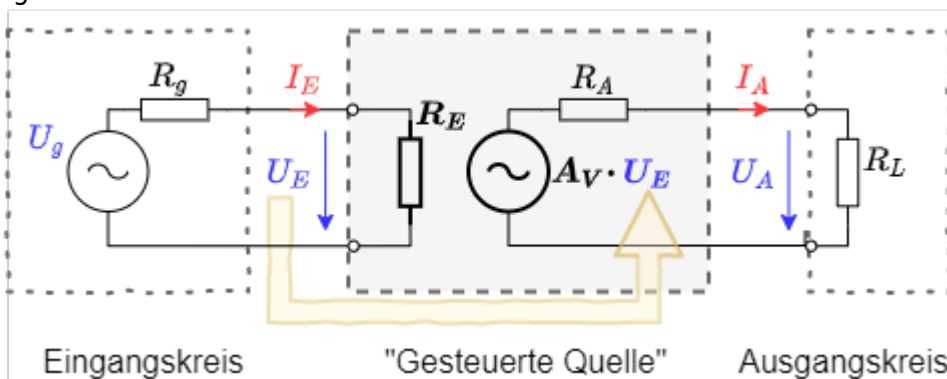 g
R_g
I_E
R_A
I_A
R_E
U_g
U_E
A_V · U_E
U_A
R_L
Eingangskreis
"Gesteuerte Quelle"
Ausgangskreis